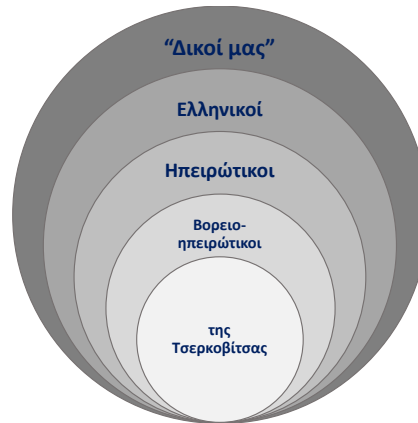 “Δικοί μας”
Ελληνικοί
Ηπειρώτικοι
Βορειο-
ηπειρώτικοι
της
Τσερκοβίτσας